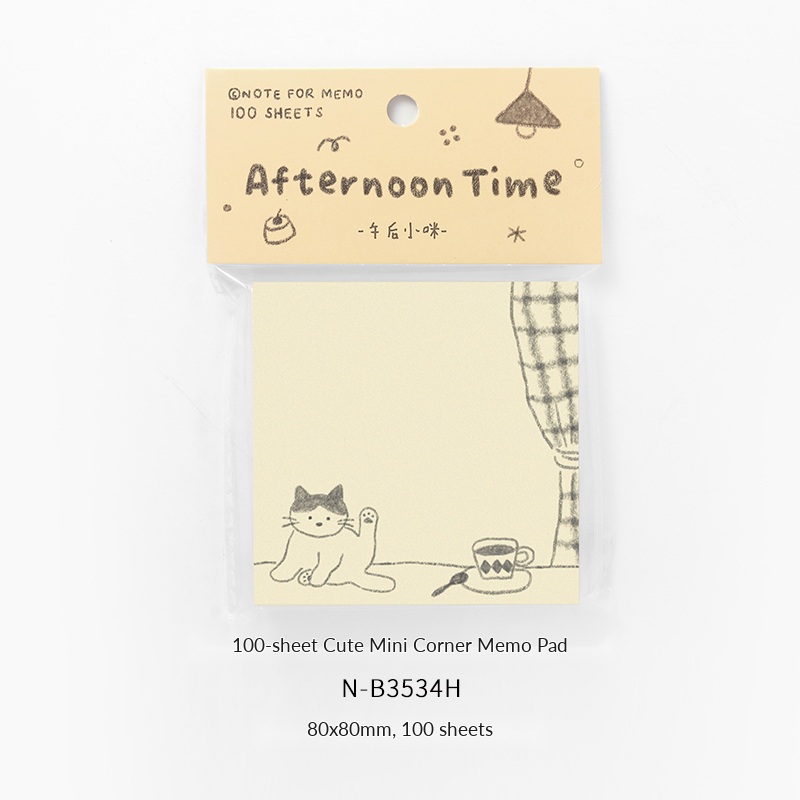 ©NOTE FOR MEMO
100 SHEETS
Afternoon Time
-午后小咪-
100-sheet Cute Mini Corner Memo Pad
N-B3534H
80x80mm, 100 sheets